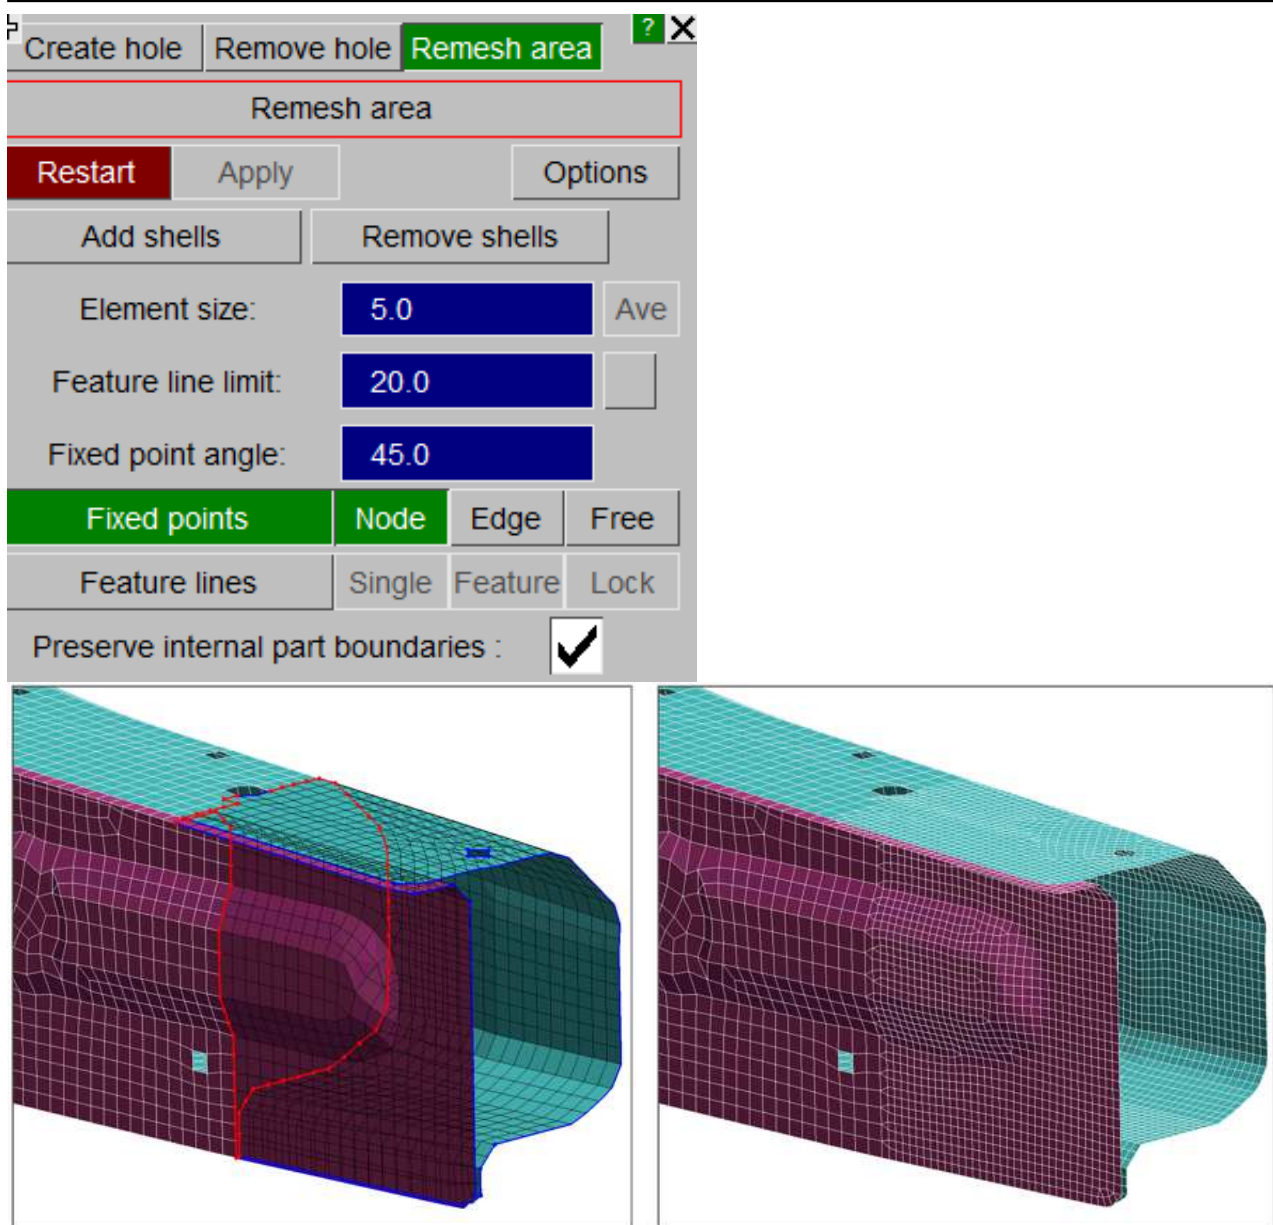 ? X
Create hole Remove hole Remesh area
Remesh area
Restart Apply Options
Add shells Remove shells
Element size: 5.0 Ave
Feature line limit: 20.0
Fixed point angle: 45.0
Fixed points Node Edge Free
Feature lines Single Feature Lock
Preserve internal part boundaries :